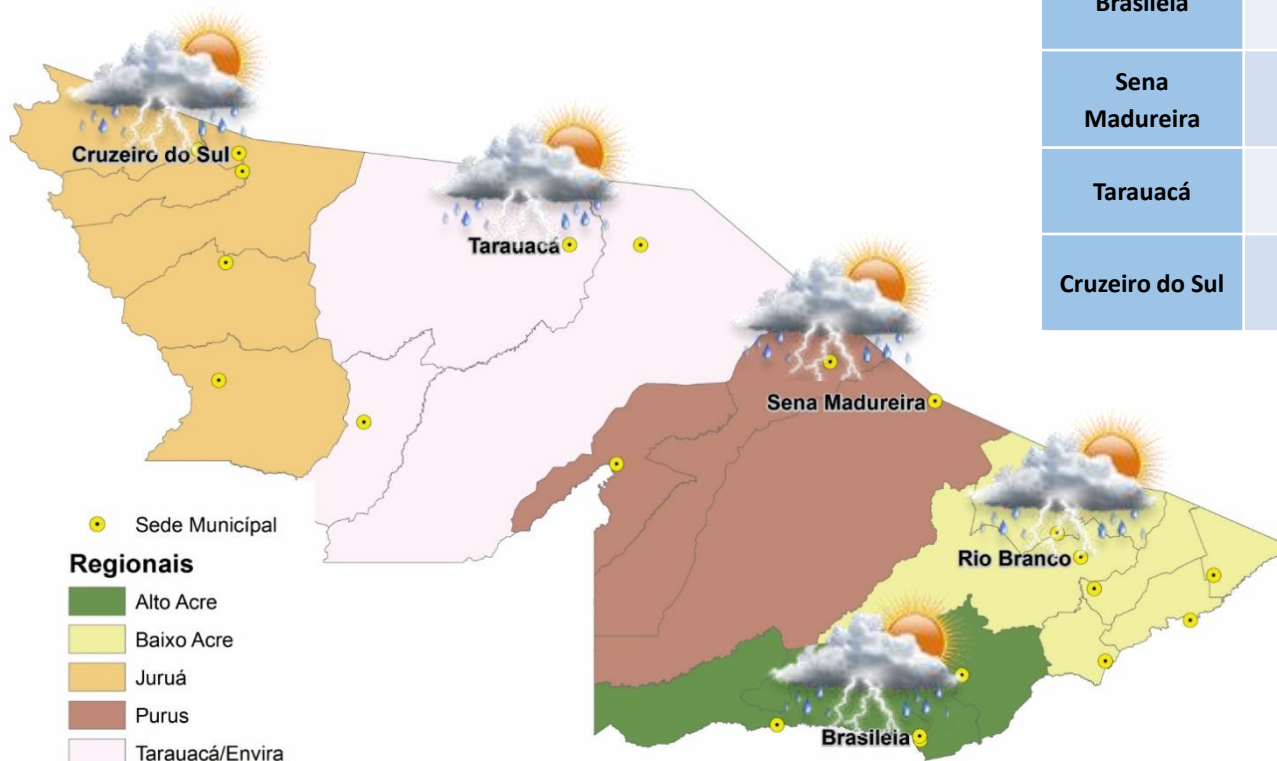 Brasileia
Sena
Madureira
Tarauacá
Cruzeiro do Sul
Cruzeiro do Sul
Tarauacá
Sena Madureira
Rio Branco
Brasileia
Sede Municípal
Regionais
Alto Acre
Baixo Acre
Juruá
Purus
Tarauacá/Envira